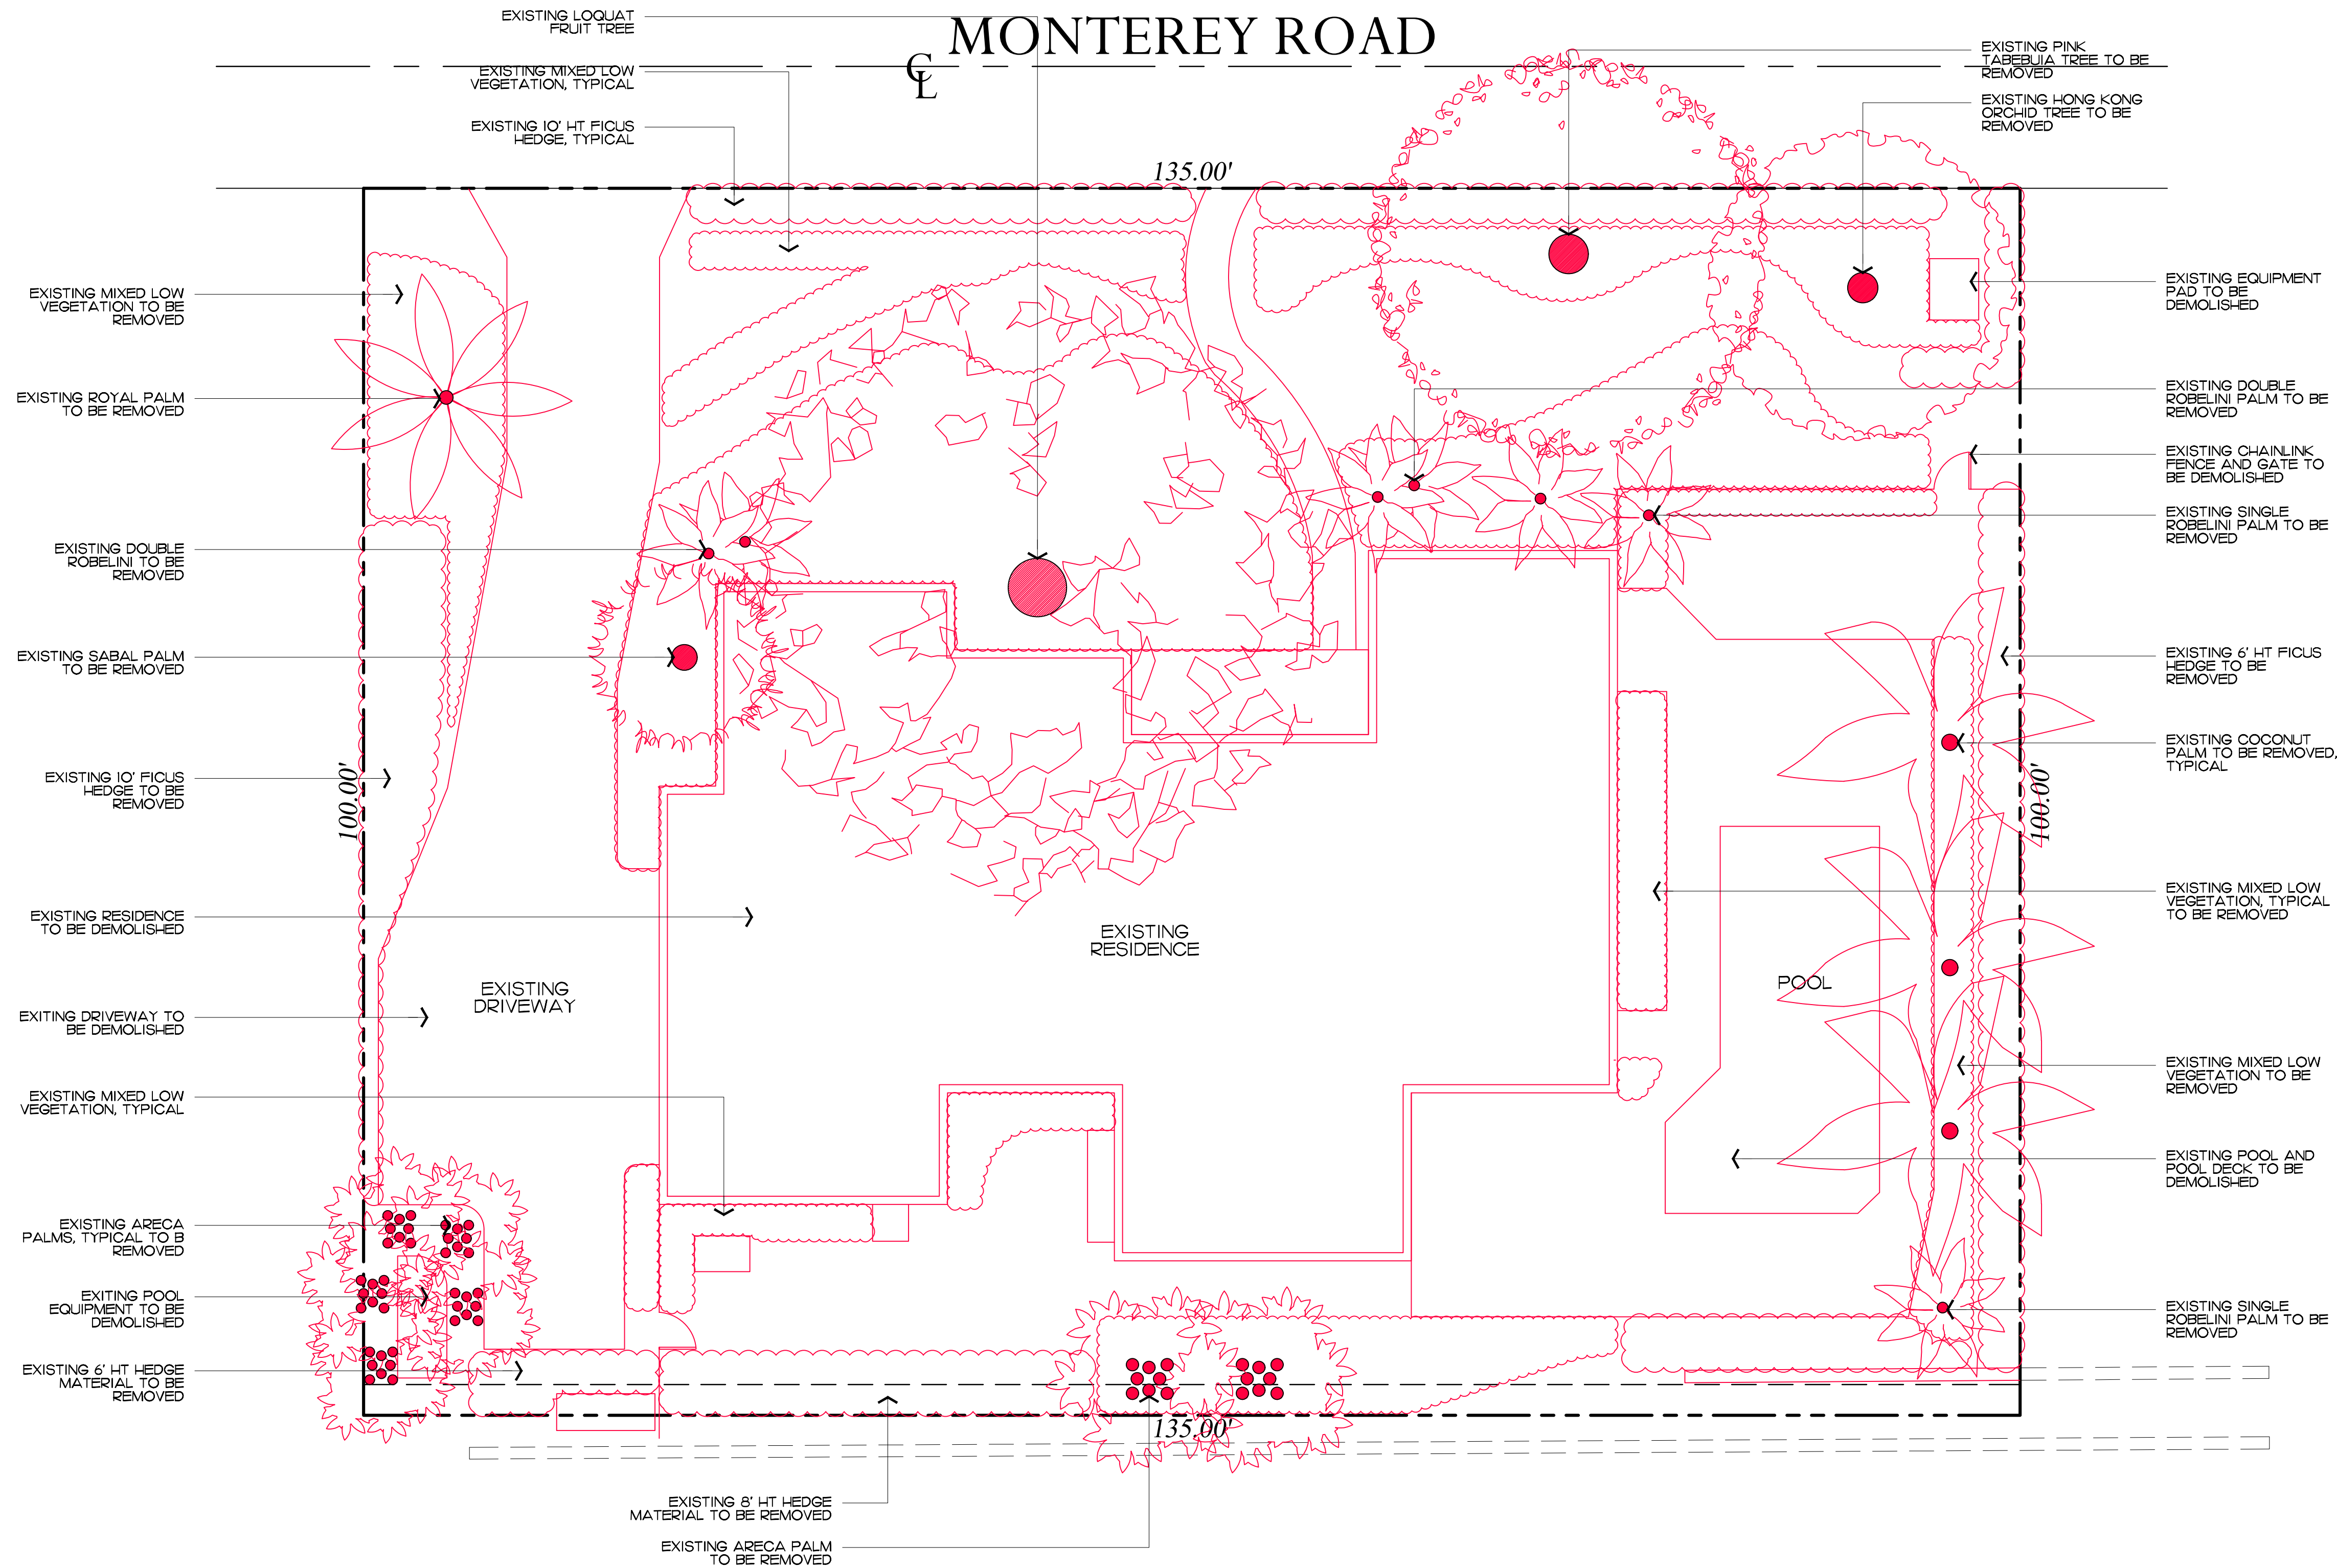 MONTEREY ROAD
CL
EXISTING LOQUAT
FRUIT TREE
EXISTING MIXED LOW
VEGETATION, TYPICAL
EXISTING 10' HT FICUS
HEDGE, TYPICAL
EXISTING PINK
TABEBUIA TREE TO BE
REMOVED
EXISTING HONG KONG
ORCHID TREE TO BE
REMOVED
135.00'
EXISTING MIXED LOW
VEGETATION TO BE
REMOVED
EXISTING ROYAL PALM
TO BE REMOVED
EXISTING DOUBLE
ROBELINI TO BE
REMOVED
EXISTING SABAL PALM
TO BE REMOVED
EXISTING 10' FICUS
HEDGE TO BE
REMOVED
EXISTING RESIDENCE
TO BE DEMOLISHED
EXITING DRIVEWAY TO
BE DEMOLISHED
EXISTING MIXED LOW
VEGETATION, TYPICAL
EXISTING ARECA
PALMS, TYPICAL TO B
REMOVED
EXITING POOL
EQUIPMENT TO BE
DEMOLISHED
EXISTING 6' HT HEDGE
MATERIAL TO BE
REMOVED
100.00'
EXISTING
DRIVEWAY
EXISTING
RESIDENCE
POOL
100.00'
EXISTING EQUIPMENT
PAD TO BE
DEMOLISHED
EXISTING DOUBLE
ROBELINI PALM TO BE
REMOVED
EXISTING CHAINLINK
FENCE AND GATE TO
BE DEMOLISHED
EXISTING SINGLE
ROBELINI PALM TO BE
REMOVED
EXISTING 6' HT FICUS
HEDGE TO BE
REMOVED
EXISTING COCONUT
PALM TO BE REMOVED,
TYPICAL
EXISTING MIXED LOW
VEGETATION, TYPICAL
TO BE REMOVED
EXISTING MIXED LOW
VEGETATION TO BE
REMOVED
EXISTING POOL AND
POOL DECK TO BE
DEMOLISHED
EXISTING SINGLE
ROBELINI PALM TO BE
REMOVED
135.00'
EXISTING 8' HT HEDGE
MATERIAL TO BE REMOVED
EXISTING ARECA PALM
TO BE REMOVED